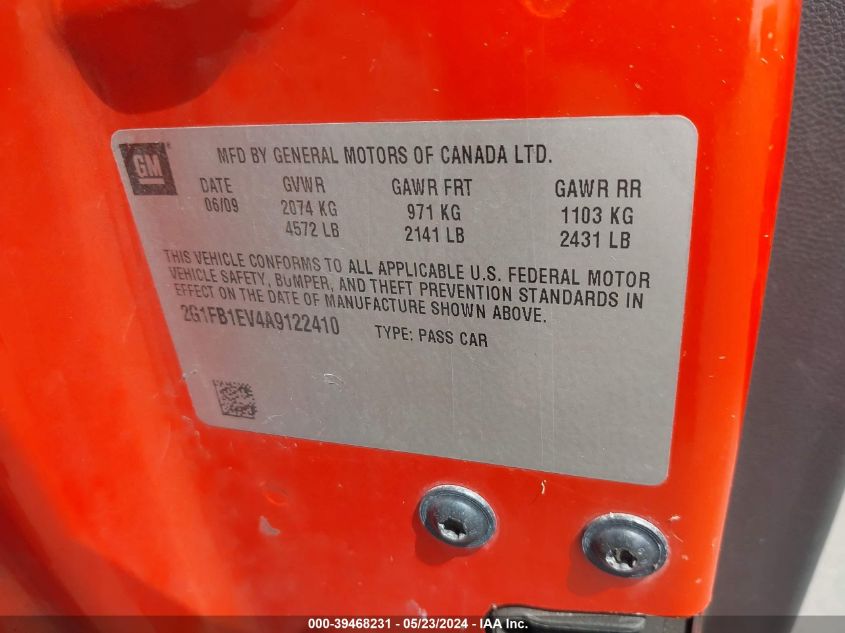 GM
MFD BY GENERAL MOTORS OF CANADA LTD.
DATE GVWR GAWR FRT GAWR RR
06/09 2074 KG 971 KG 1103 KG
4572 LB 2141 LB 2431 LB
THIS VEHICLE CONFORMS TO ALL APPLICABLE U.S. FEDERAL MOTOR
VEHICLE SAFETY, BUMPER, AND THEFT PREVENTION STANDARDS IN
EFFECT ON THE DATE OF MANUFACTURE SHOWN ABOVE.
2G1FB1EV4A9122410 TYPE: PASS CAR
000-39468231 - 05/23/2024 - IAA Inc.